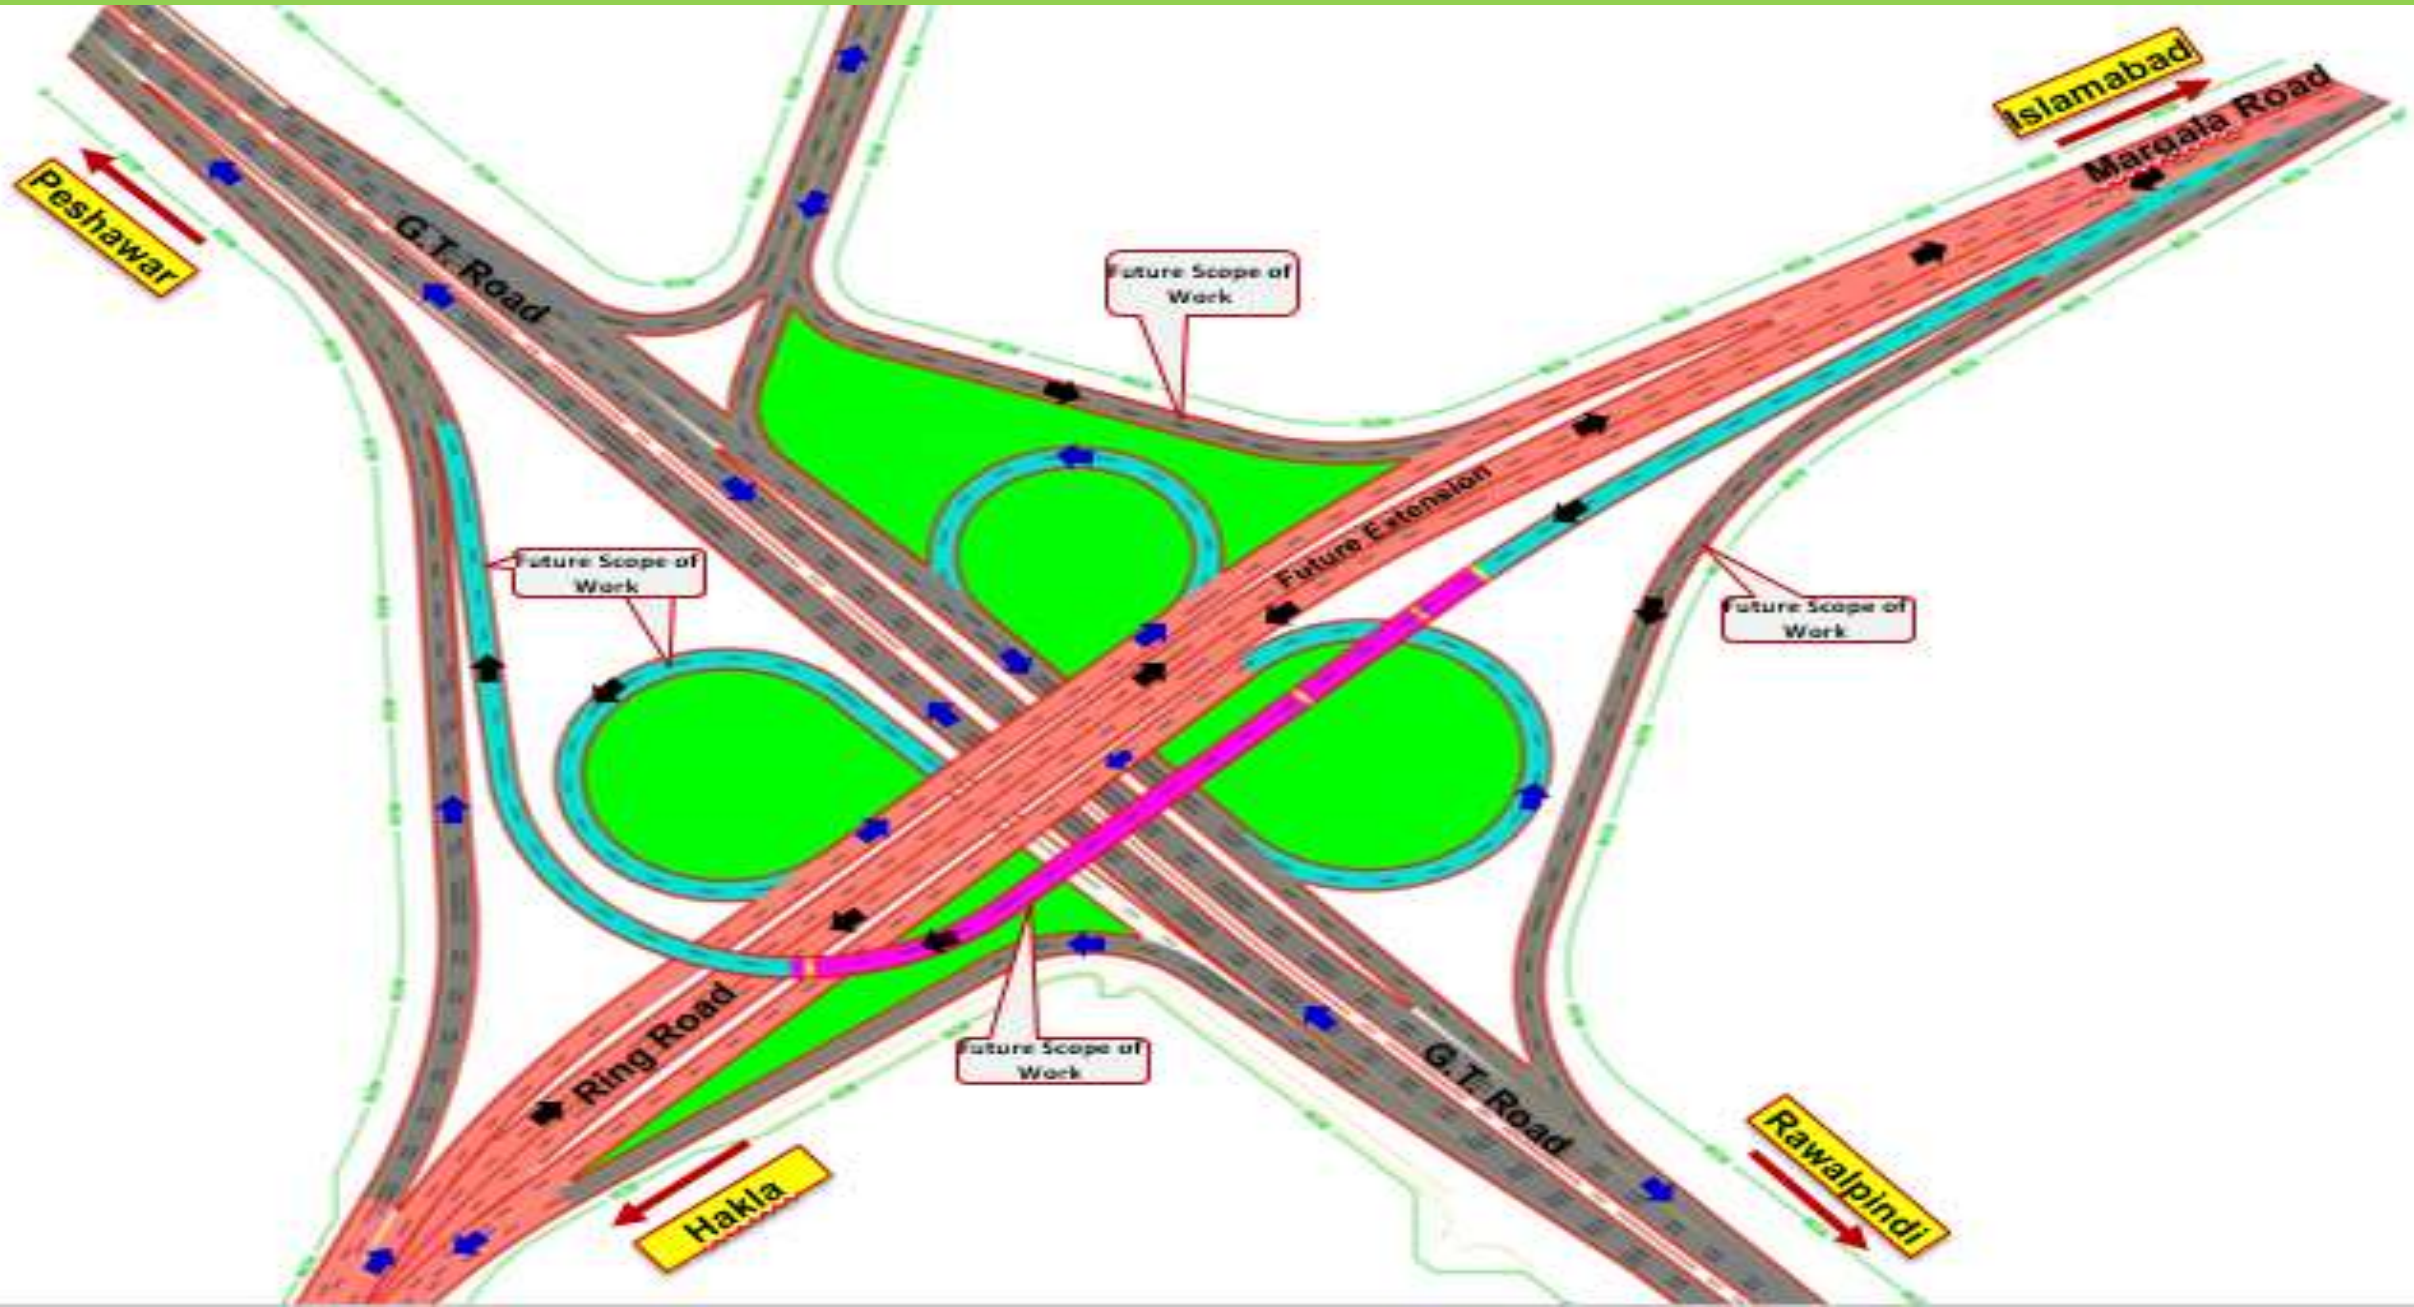 Islamabad
Margala Road
Peshawar
G.T. Road
Future Scope of
Work
Future Extension
Future Scope of
Work
Future Scope of
Work
Ring Road
Future Scope of
Work
G.T. Road
Hakla
Rawalpindi